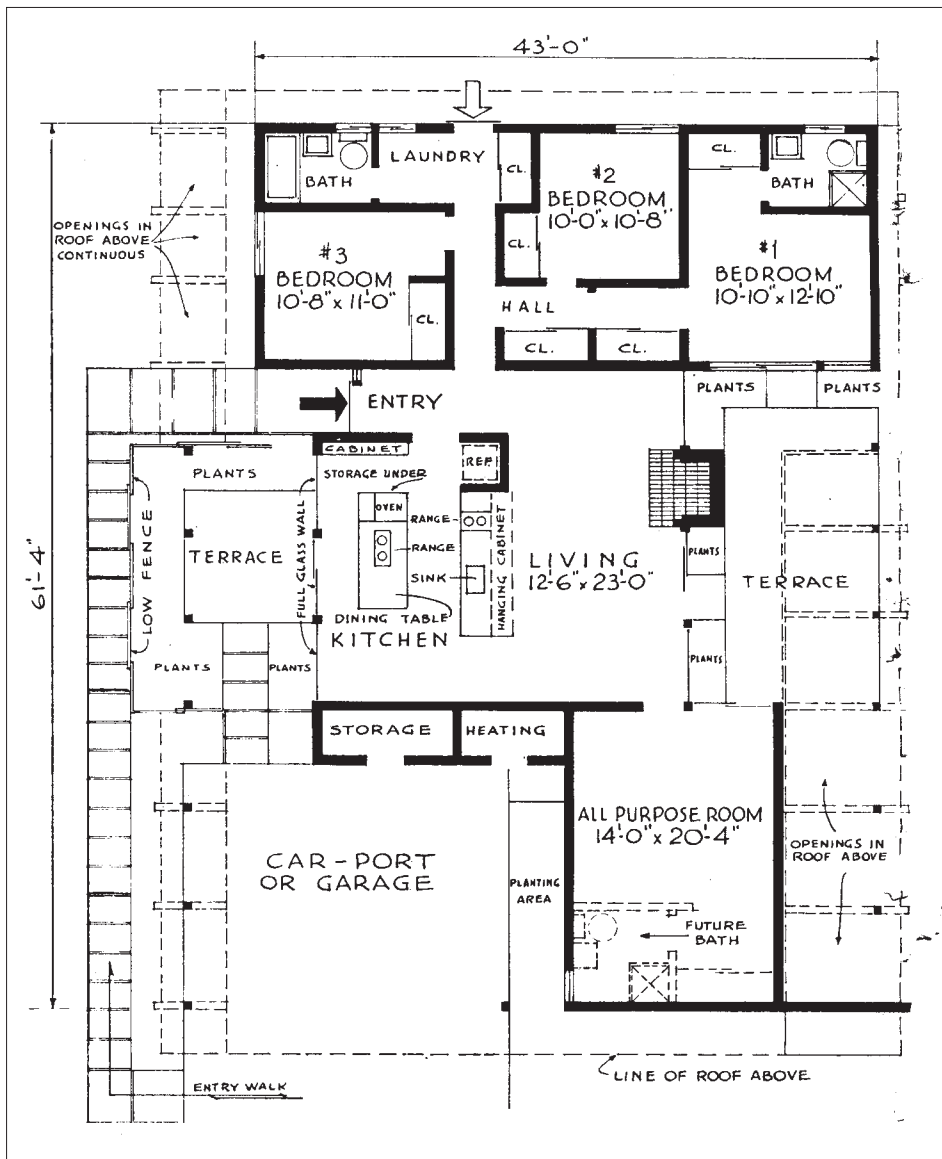 43'-0"
LAUNDRY
BATH
CL.
#2
BEDROOM
10'-0" x 10'-8"
CL.
BATH
OPENINGS IN
ROOF ABOVE
CONTINUOUS
CL.
#3
BEDROOM
10'-8" x 11'-0"
#1
BEDROOM
10'-10" x 12'-10"
HALL
CL.
CL.
CL.
PLANTS
PLANTS
ENTRY
CABINET
STORAGE UNDER
REF.
PLANTS
OVEN
RANGE
RANGE
SINK
HANGING CABINET
LIVING
12'-6" x 23'-0"
PLANTS
TERRACE
61'-4"
LOW FENCE
TERRACE
FULL GLASS WALL
DINING TABLE
KITCHEN
PLANTS
PLANTS
PLANTS
STORAGE
HEATING
ALL PURPOSE ROOM
14'-0" x 20'-4"
OPENINGS IN
ROOF ABOVE
CAR-PORT
OR GARAGE
PLANTING
AREA
FUTURE
BATH
LINE OF ROOF ABOVE
ENTRY WALK